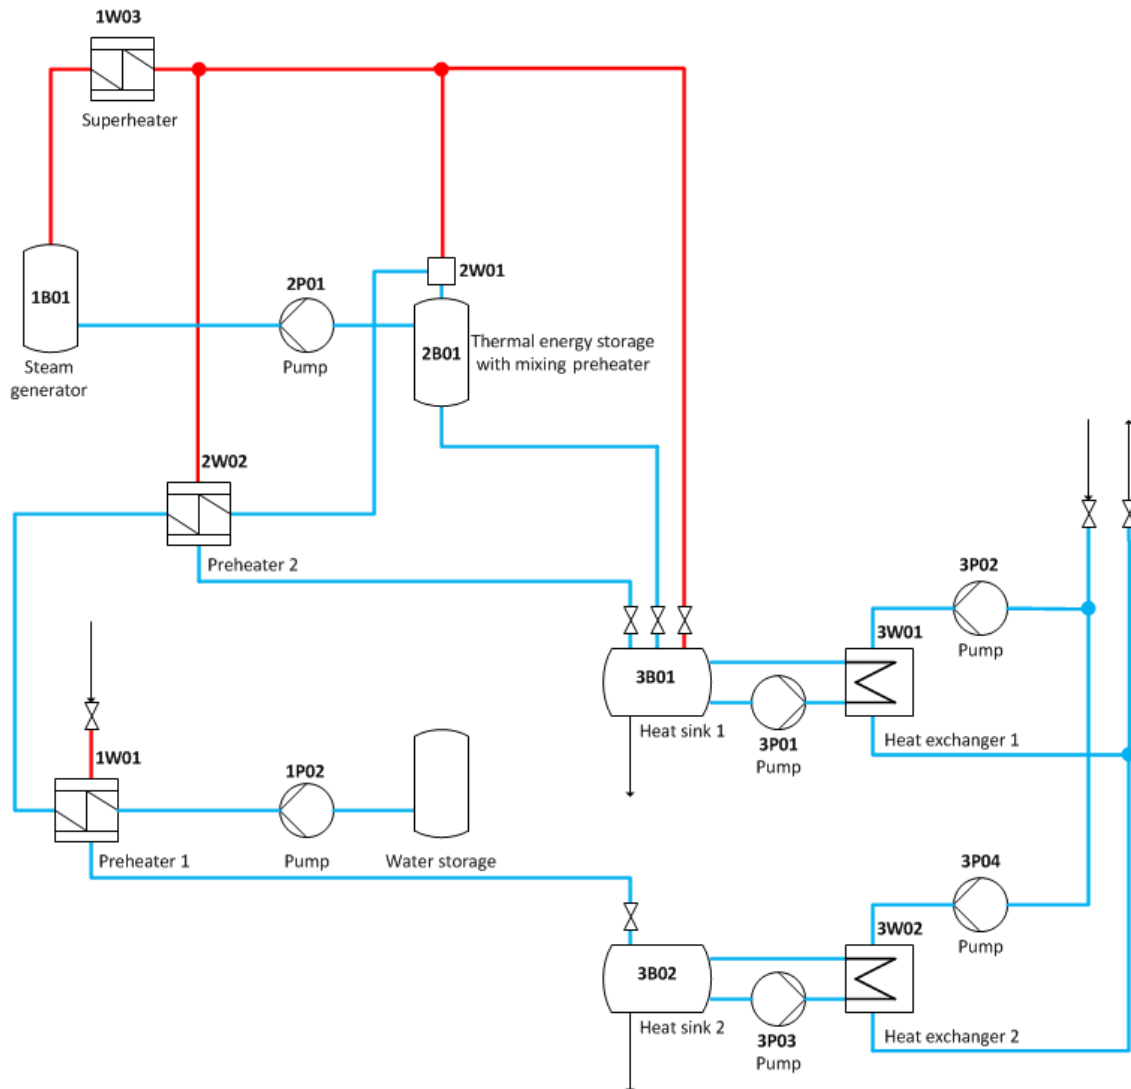 1W03
Superheater
1B01
Steam
generator
2P01
Pump
2W01
2B01
Thermal energy storage
with mixing preheater
2W02
Preheater 2
3P02
Pump
3W01
3B01
Heat sink 1
3P01
Pump
Heat exchanger 1
1W01
Preheater 1
1P02
Pump
Water storage
3P04
Pump
3W02
3B02
Heat sink 2
3P03
Pump
Heat exchanger 2